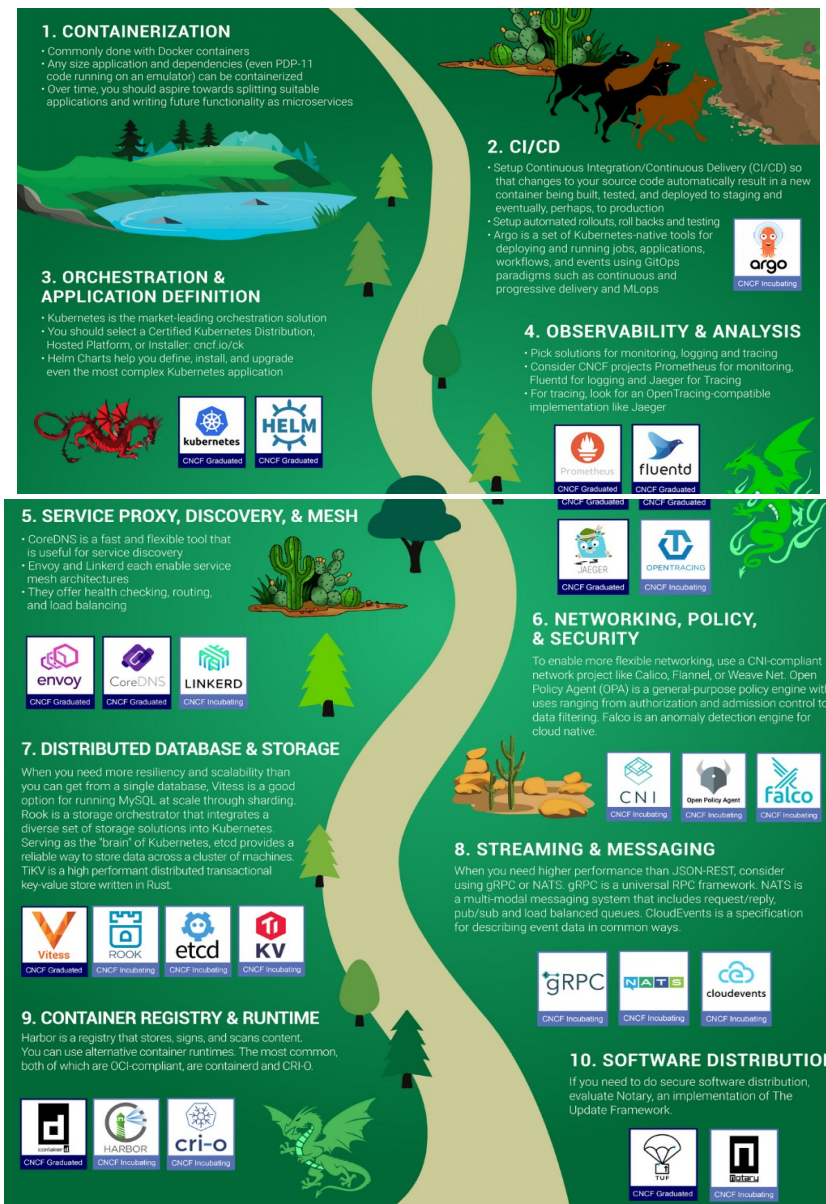 1. CONTAINERIZATION
• Commonly done with Docker containers
• Any size application and dependencies (even PDP-11
code running on an emulator) can be containerized
• Over time, you should aspire towards splitting suitable
applications and writing future functionality as microservices
2. CI/CD
• Setup Continuous Integration/Continuous Delivery (CI/CD) so
that changes to your source code automatically result in a new
container being built, tested, and deployed to staging and
eventually, perhaps, to production
• Setup automated rollouts, roll backs and testing
• Argo is a set of Kubernetes-native tools for
deploying and running jobs, applications,
workflows, and events using GitOps
paradigms such as continuous and
progressive delivery and MLops
argo
CNCF Incubating
3. ORCHESTRATION &
APPLICATION DEFINITION
• Kubernetes is the market-leading orchestration solution
• You should select a Certified Kubernetes Distribution,
Hosted Platform, or Installer: cncf.io/ck
• Helm Charts help you define, install, and upgrade
even the most complex Kubernetes application
kubernetes
CNCF Graduated
HELM
CNCF Graduated
4. OBSERVABILITY & ANALYSIS
• Pick solutions for monitoring, logging and tracing
• Consider CNCF projects Prometheus for monitoring,
Fluentd for logging and Jaeger for Tracing
• For tracing, look for an OpenTracing-compatible
implementation like Jaeger
Prometheus
CNCF Graduated
fluentd
CNCF Graduated
CNCF Graduated
CNCF Graduated
JAEGER
CNCF Graduated
OPENTRACING
CNCF Incubating
5. SERVICE PROXY, DISCOVERY, & MESH
• CoreDNS is a fast and flexible tool that
is useful for service discovery
• Envoy and Linkerd each enable service
mesh architectures
• They offer health checking, routing,
and load balancing
envoy
CNCF Graduated
CoreDNS
CNCF Graduated
LINKERD
CNCF Incubating
6. NETWORKING, POLICY,
& SECURITY
To enable more flexible networking, use a CNI-compliant
network project like Calico, Flannel, or Weave Net. Open
Policy Agent (OPA) is a general-purpose policy engine with
uses ranging from authorization and admission control to
data filtering. Falco is an anomaly detection engine for
cloud native.
CNI
CNCF Incubating
Open Policy Agent
CNCF Incubating
falco
CNCF Incubating
7. DISTRIBUTED DATABASE & STORAGE
When you need more resiliency and scalability than
you can get from a single database, Vitess is a good
option for running MySQL at scale through sharding.
Rook is a storage orchestrator that integrates a
diverse set of storage solutions into Kubernetes.
Serving as the "brain" of Kubernetes, etcd provides a
reliable way to store data across a cluster of machines.
TiKV is a high performant distributed transactional
key-value store written in Rust.
Vitess
CNCF Graduated
ROOK
CNCF Incubating
etcd
CNCF Incubating
TI
KV
CNCF Incubating
8. STREAMING & MESSAGING
When you need higher performance than JSON-REST, consider
using gRPC or NATS. gRPC is a universal RPC framework. NATS is
a multi-modal messaging system that includes request/reply,
pub/sub and load balanced queues. CloudEvents is a specification
for describing event data in common ways.
gRPC
CNCF Incubating
NATS
CNCF Incubating
cloudevents
CNCF Incubating
9. CONTAINER REGISTRY & RUNTIME
Harbor is a registry that stores, signs, and scans content.
You can use alternative container runtimes. The most common,
both of which are OCI-compliant, are containerd and CRI-O.
containerd
CNCF Graduated
HARBOR
CNCF Incubating
cri-o
CNCF Incubating
10. SOFTWARE DISTRIBUTIO
If you need to do secure software distribution,
evaluate Notary, an implementation of The
Update Framework.
TUF
CNCF Graduated
notary
CNCF Incubating